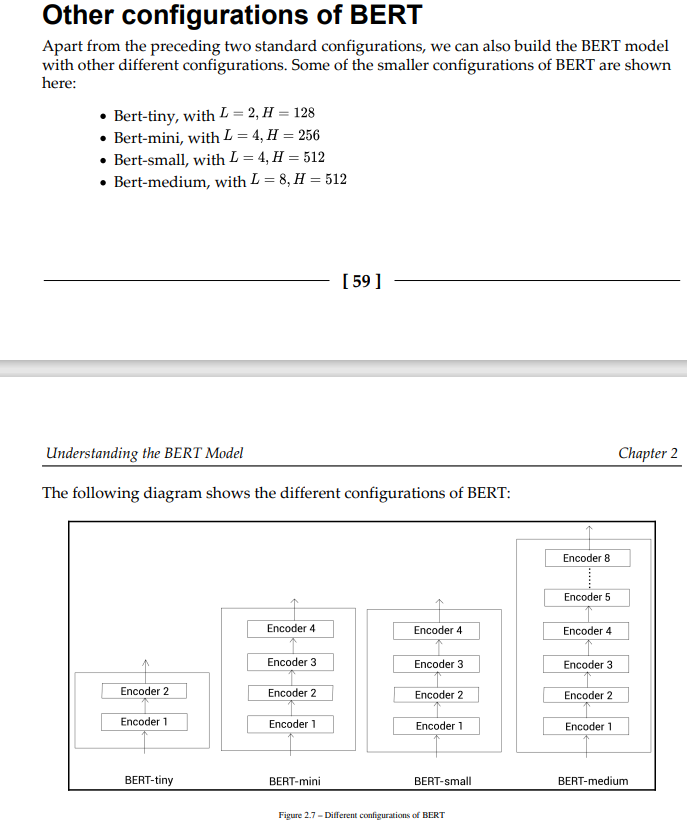 Other configurations of BERT
Apart from the preceding two standard configurations, we can also build the BERT model
with other different configurations. Some of the smaller configurations of BERT are shown
here:
• Bert-tiny, with L = 2, H = 128
• Bert-mini, with L = 4, H = 256
• Bert-small, with L = 4, H = 512
• Bert-medium, with L = 8, H = 512
[ 59 ]
Understanding the BERT Model Chapter 2
The following diagram shows the different configurations of BERT:
Encoder 2
Encoder 1
BERT-tiny
Encoder 4
Encoder 3
Encoder 2
Encoder 1
BERT-mini
Encoder 4
Encoder 3
Encoder 2
Encoder 1
BERT-small
Encoder 8
Encoder 5
Encoder 4
Encoder 3
Encoder 2
Encoder 1
BERT-medium
Figure 2.7 – Different configurations of BERT